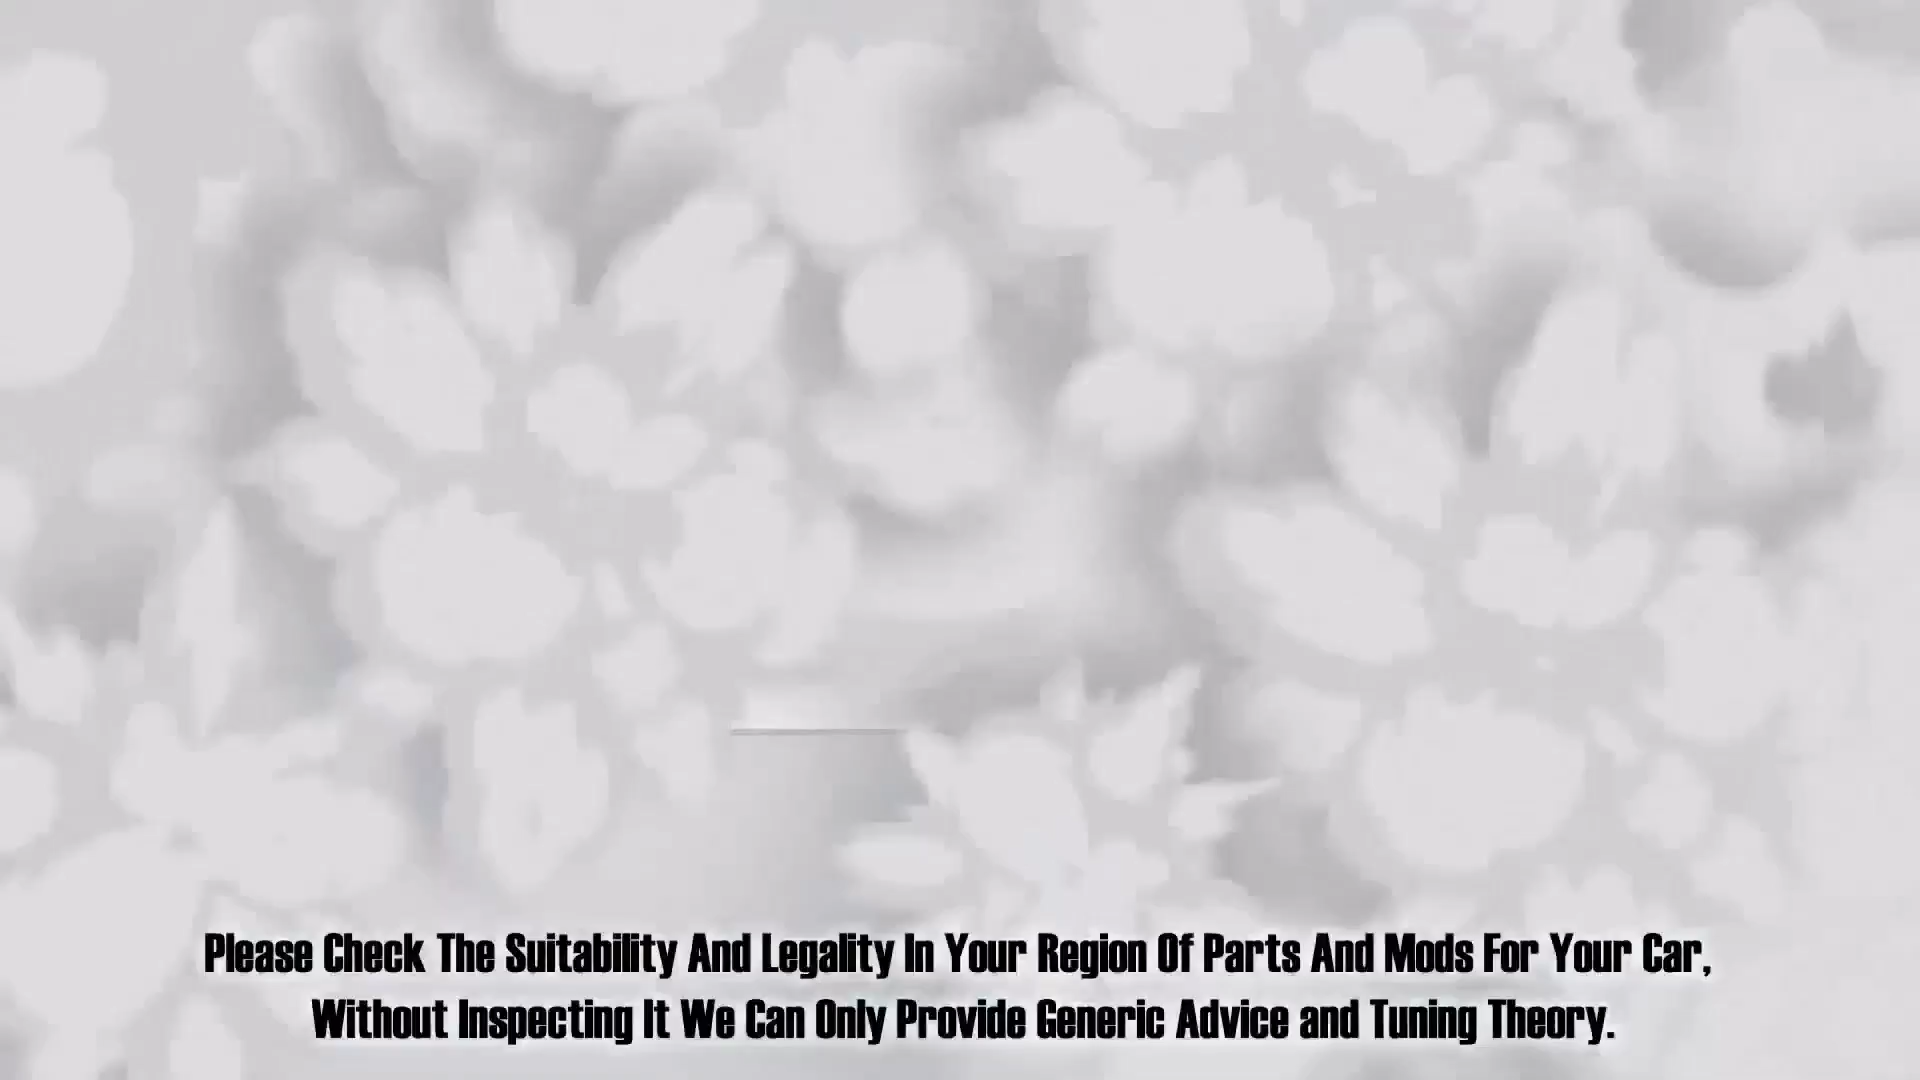 Please Check The Suitability And Legality In Your Region Of Parts And Mods For Your Car,
Without Inspecting It We Can Only Provide Generic Advice and Tuning Theory.